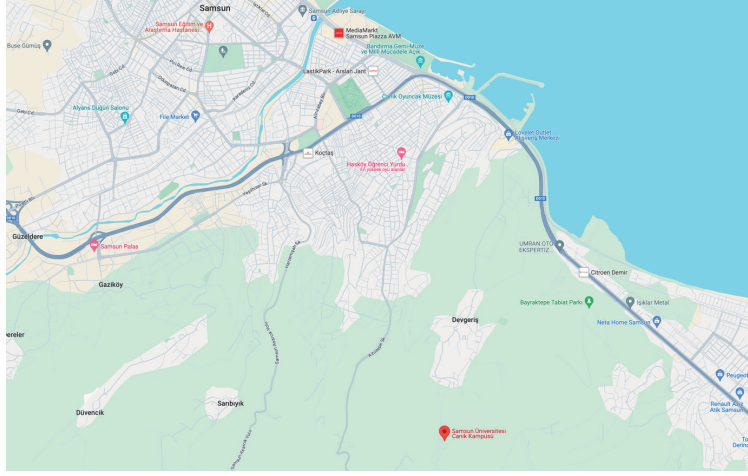 Samsun
Samsun Adliye Sarayı
Samsun Eğitim ve
Araştırma Hastanesi...
MediaMarkt
Samsun Piazza AVM
Buse Gümüş
Bandırma Gemi-Müze
ve Milli Mücadele Açık...
LastikPark - Arslan Jant
Canik Oyuncak Müzesi
Alyans Düğün Salonu
File Market
Lovelet Outlet
Alışveriş Merkezi
Koçtaş
Hasköy Öğrenci Yurdu
Güzeldere
Samsun Palas
UMRAN OTO
EKSPERTİZ...
Citroen Demir
Gaziköy
Bayraktepe Tabiat Parkı
Işıklar Metal
Neta Home Samsun
Devgeriş
Peugeot
Renault
Atik Samsun
Sarıbıyık
Düvencik
Samsun Üniversitesi
Canik Kampüsü